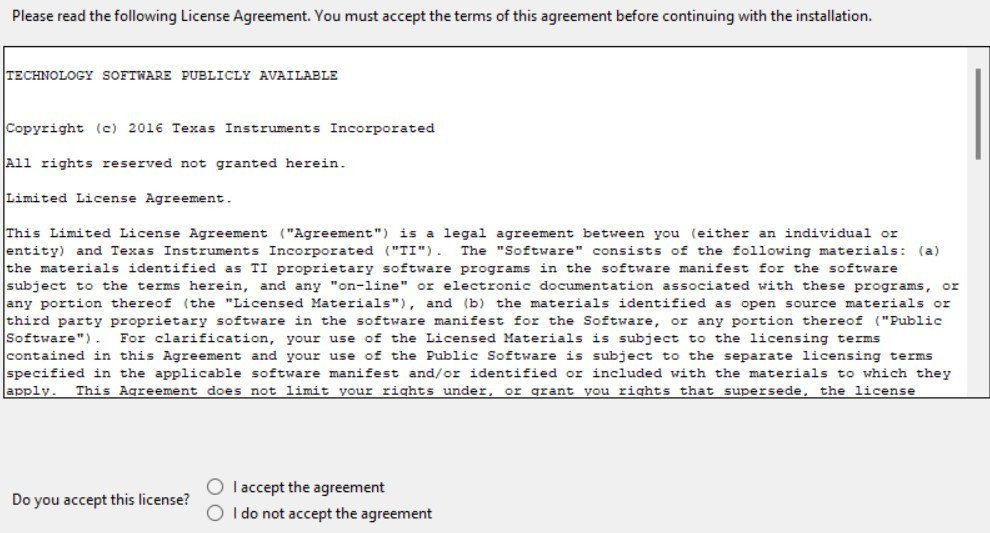 Please read the following License Agreement. You must accept the terms of this agreement before continuing with the installation.
TECHNOLOGY SOFTWARE PUBLICLY AVAILABLE
Copyright (c) 2016 Texas Instruments Incorporated
All rights reserved not granted herein.
Limited License Agreement.
This Limited License Agreement ("Agreement") is a legal agreement between you (either an individual or
entity) and Texas Instruments Incorporated ("TI").  The "Software" consists of the following materials: (a)
the materials identified as TI proprietary software programs in the software manifest for the software
subject to the terms herein, and any "on-line" or electronic documentation associated with these programs, or
any portion thereof (the "Licensed Materials"), and (b) the materials identified as open source materials or
third party proprietary software in the software manifest for the Software, or any portion thereof ("Public
Software").  For clarification, your use of the Licensed Materials is subject to the licensing terms
contained in this Agreement and your use of the Public Software is subject to the separate licensing terms
specified in the applicable software manifest and/or identified or included with the materials to which they
apply.  This Agreement does not limit your rights under, or grant you rights that supersede, the license
Do you accept this license?
I accept the agreement
I do not accept the agreement